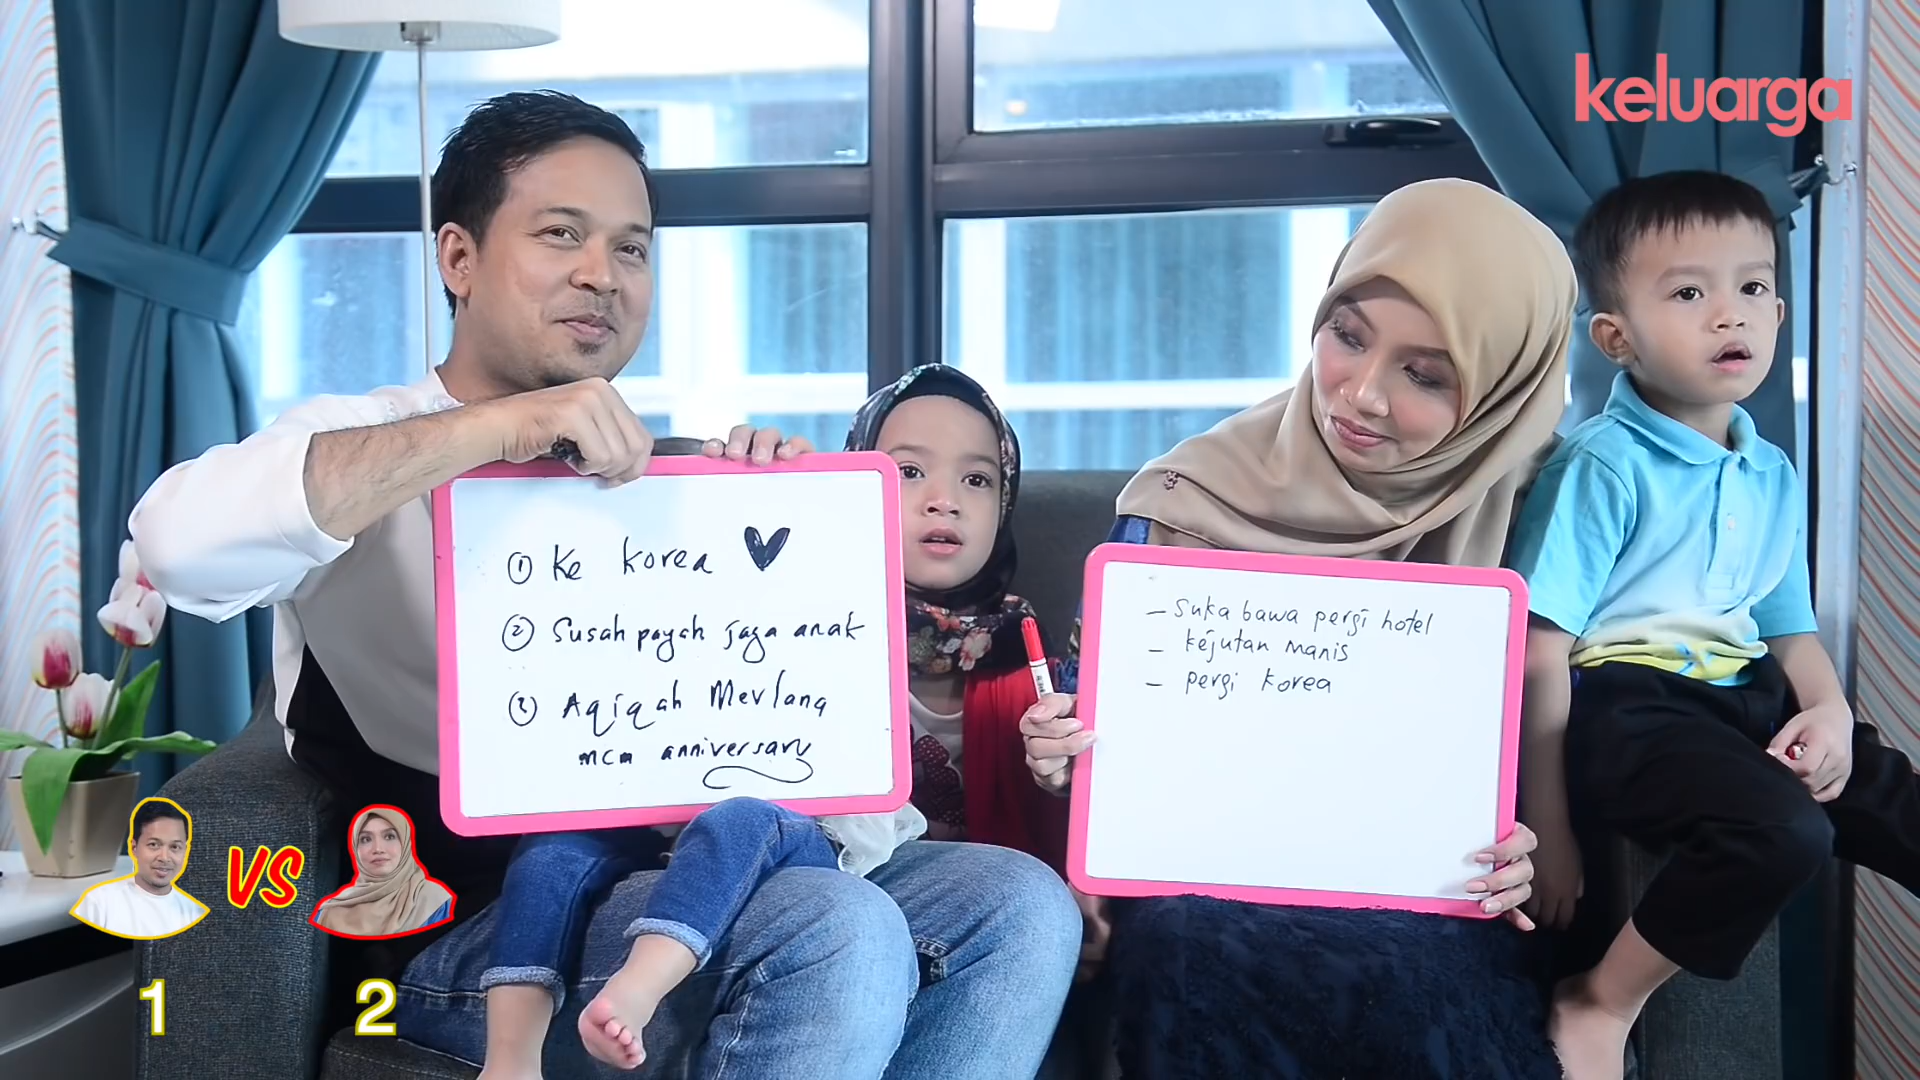 keluarga
① Ke Korea ♥
② Susah payah jaga anak
③ Aqiqah Mevlana
mcm anniversary
- Suka bawa pergi hotel
- kejutan manis
- pergi Korea
VS
1 2